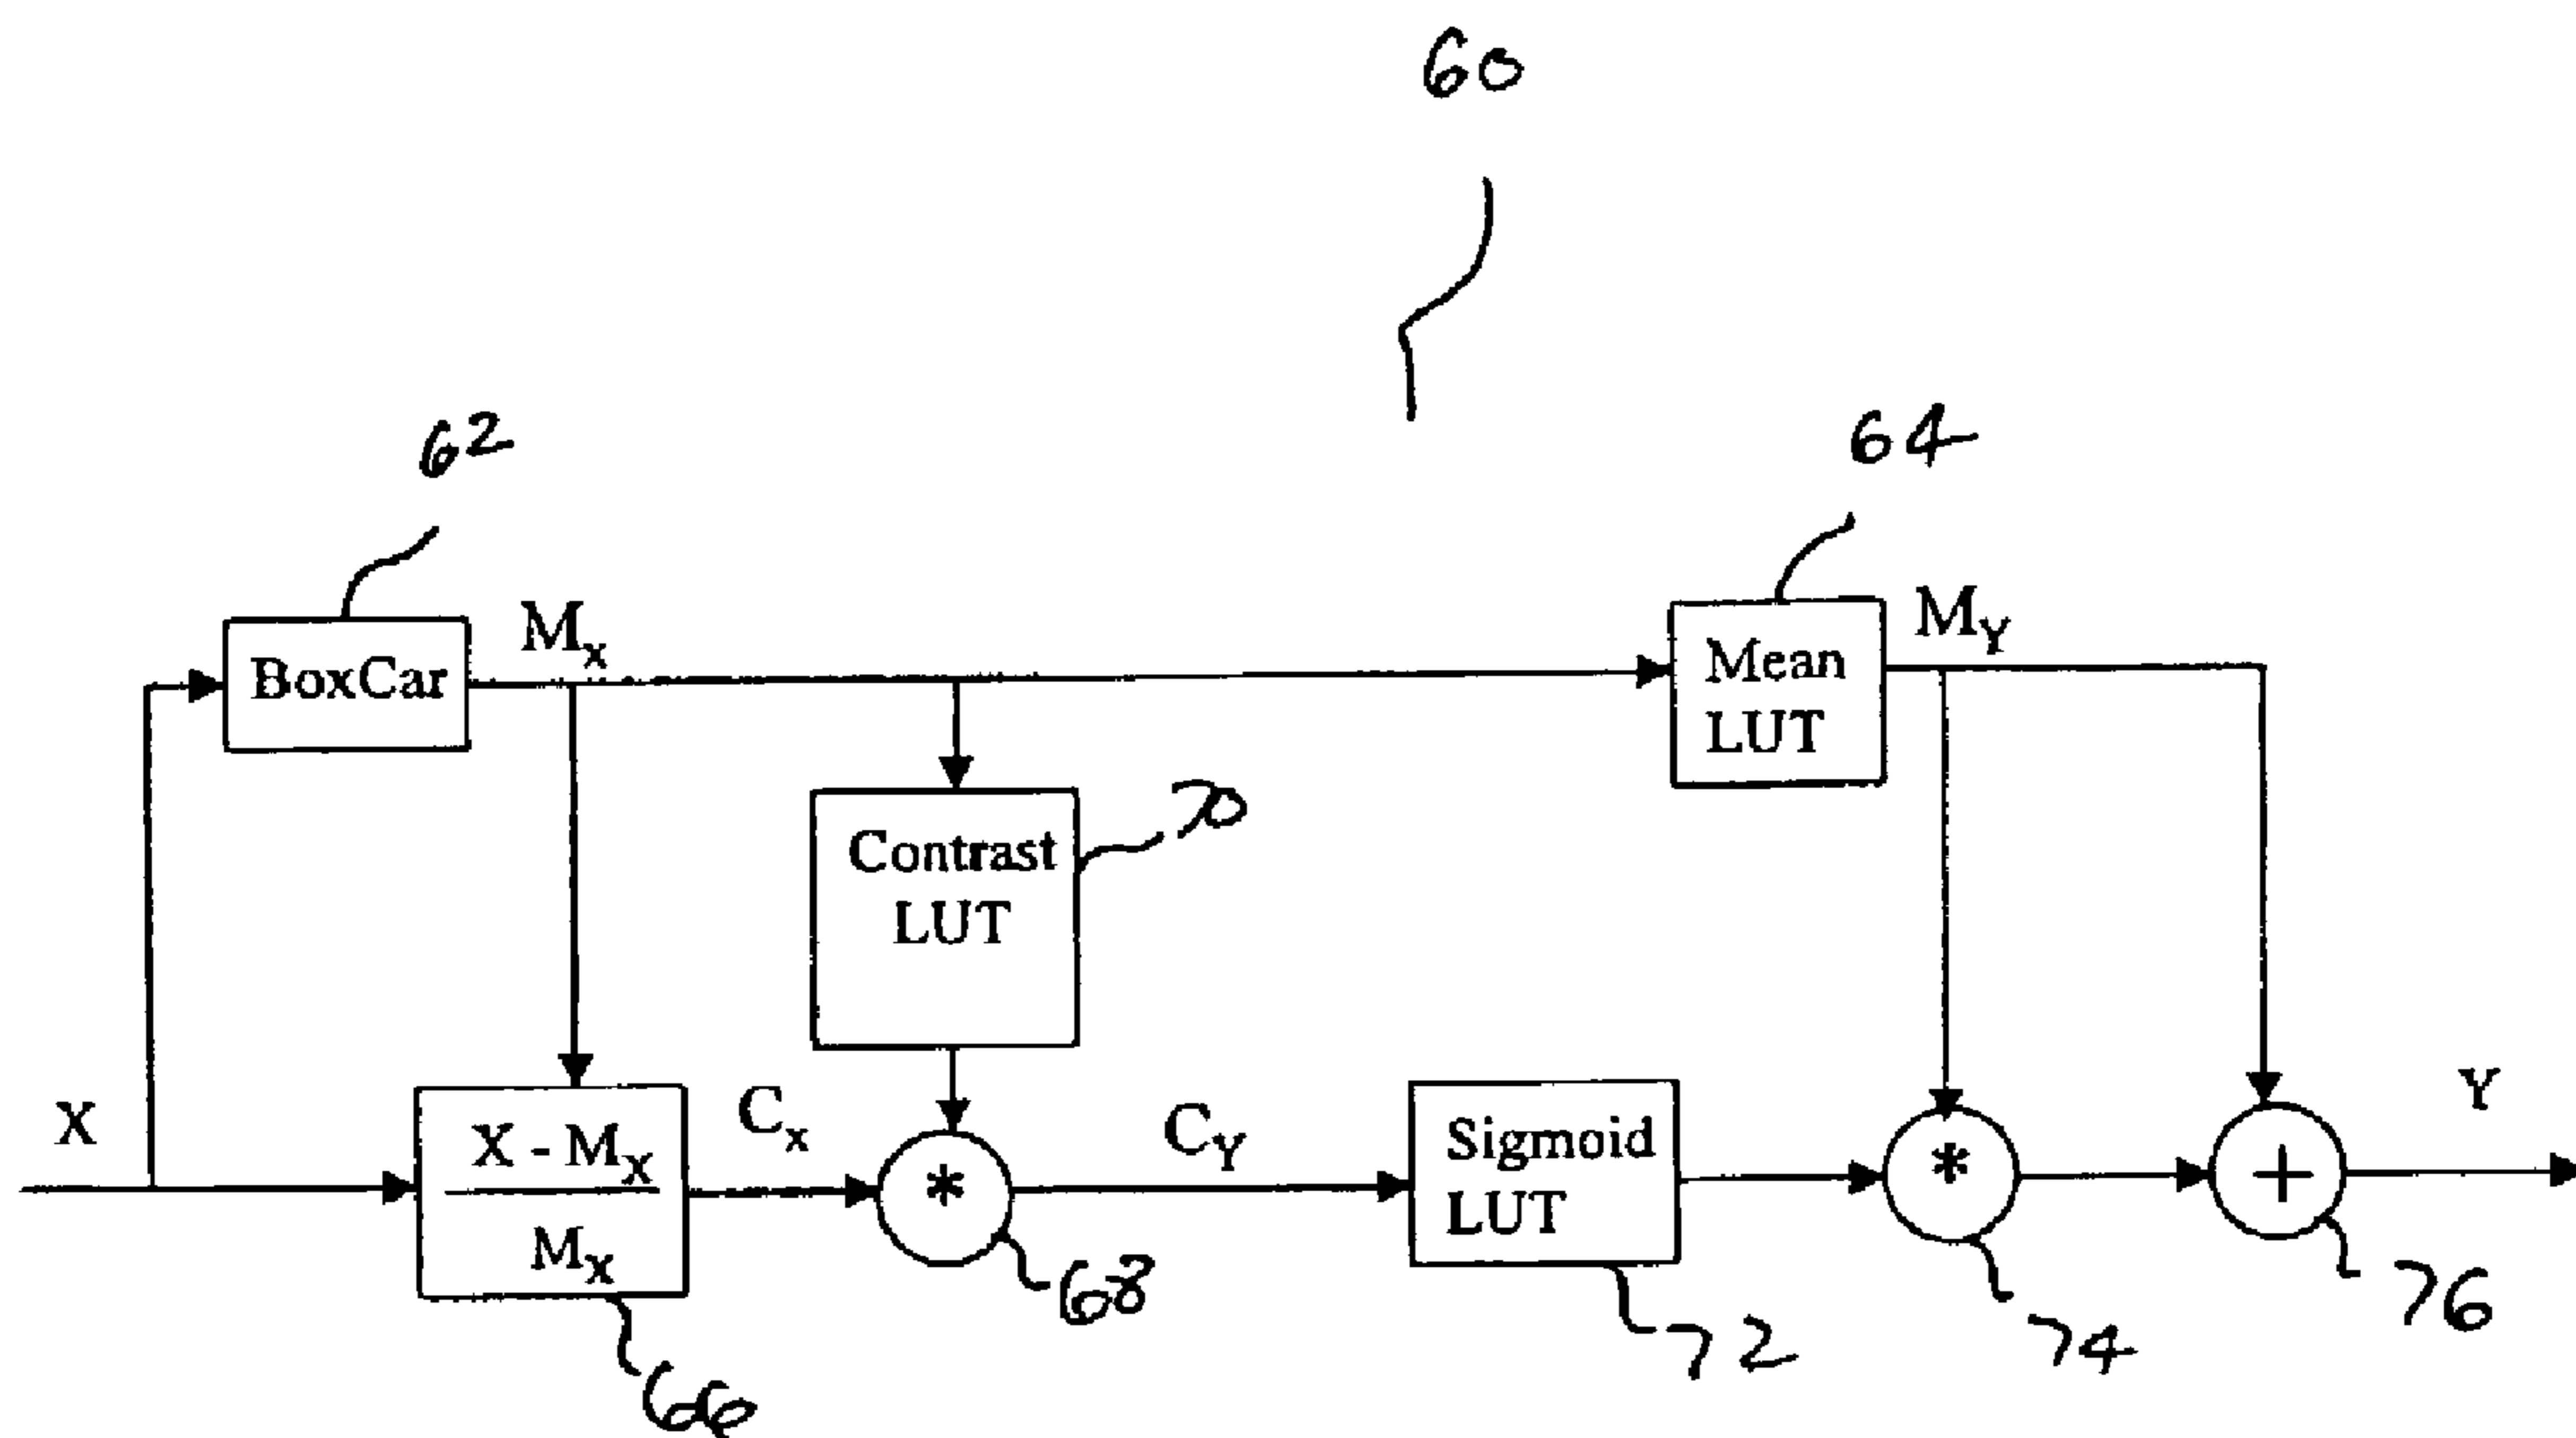 60
62
64
BoxCar
Mx
Mean
LUT
MY
Contrast
LUT
70
X
X - MX
MX
Cx
*
68
CY
Sigmoid
LUT
*
+
Y
66
72
74
76